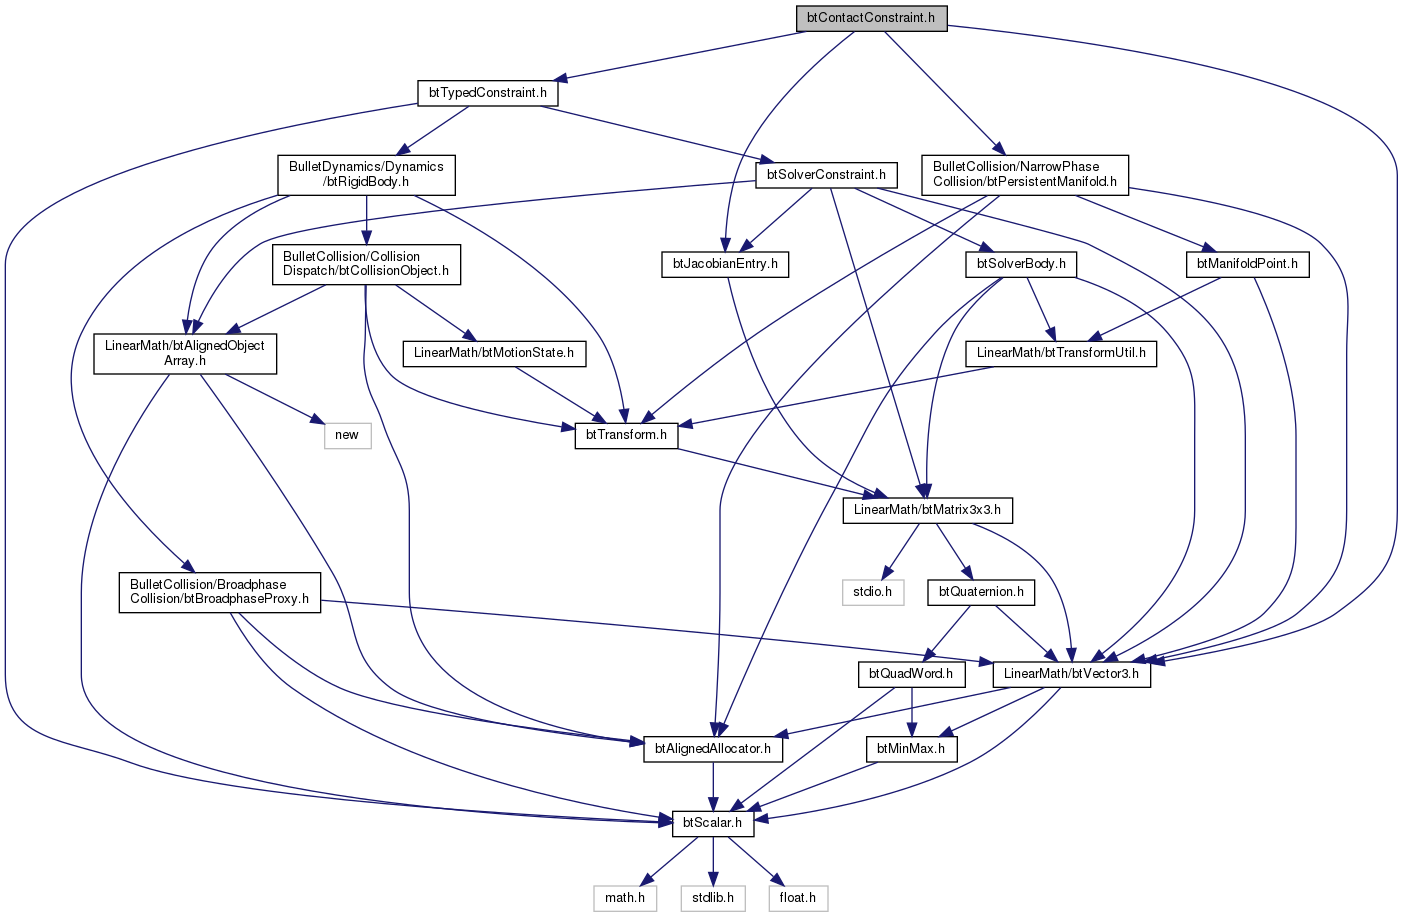 btContactConstraint.h
btTypedConstraint.h
BulletDynamics/Dynamics
/btRigidBody.h
btSolverConstraint.h
BulletCollision/NarrowPhase
Collision/btPersistentManifold.h
BulletCollision/Collision
Dispatch/btCollisionObject.h
btJacobianEntry.h
btSolverBody.h
btManifoldPoint.h
LinearMath/btAlignedObject
Array.h
LinearMath/btMotionState.h
LinearMath/btTransformUtil.h
new
btTransform.h
LinearMath/btMatrix3x3.h
BulletCollision/Broadphase
Collision/btBroadphaseProxy.h
stdio.h
btQuaternion.h
btQuadWord.h
LinearMath/btVector3.h
btAlignedAllocator.h
btMinMax.h
btScalar.h
math.h
stdlib.h
float.h